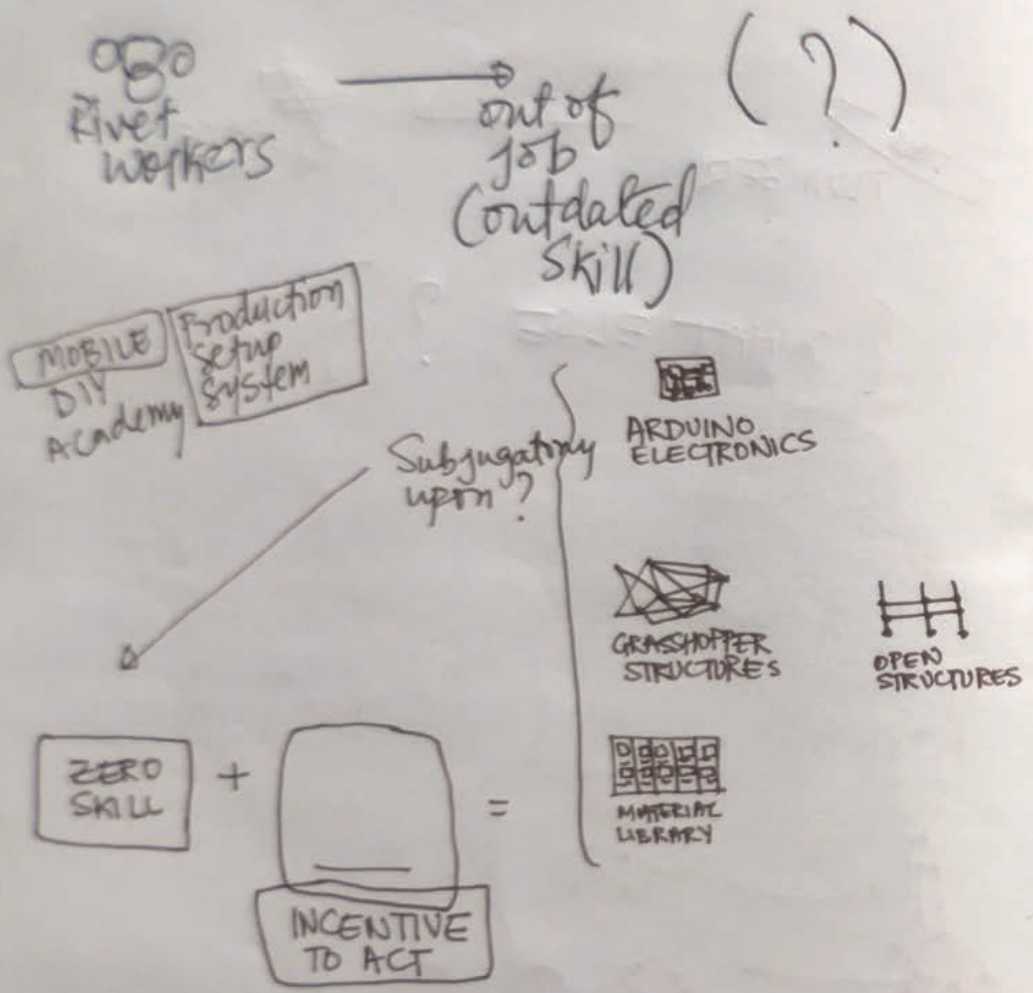 Rivet
workers
out of
job
(outdated
skill)
(?)
MOBILE
DIY
Academy
Production
Setup
System
Subjugatory
upon?
ARDUINO
ELECTRONICS
GRASSHOPPER
STRUCTURES
OPEN
STRUCTURES
MATERIAL
LIBRARY
ZERO
SKILL
+
=
INCENTIVE
TO ACT